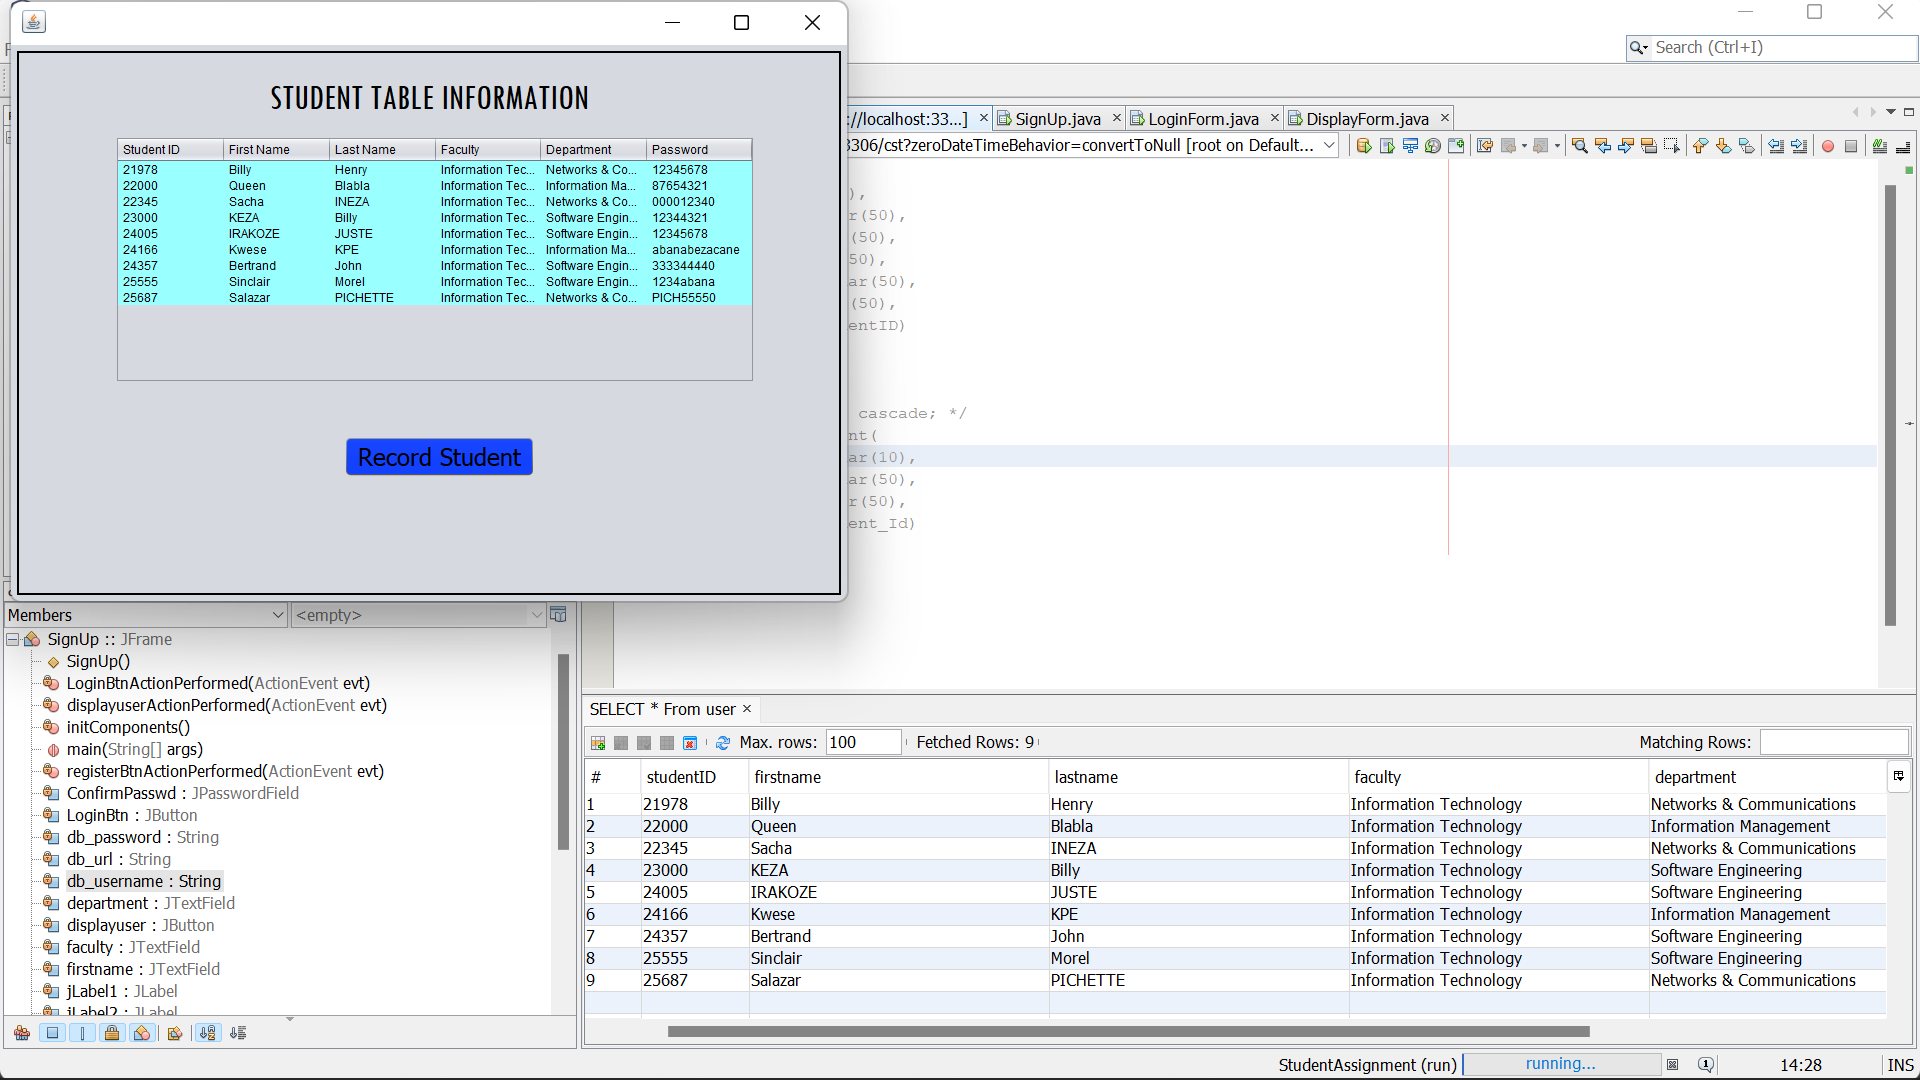 Search (Ctrl+I)
STUDENT TABLE INFORMATION
Student ID First Name Last Name Faculty Department Password
21978 Billy Henry Information Tec... Networks & Co... 12345678
22000 Queen Blabla Information Tec... Information Ma... 87654321
22345 Sacha INEZA Information Tec... Networks & Co... 000012340
23000 KEZA Billy Information Tec... Software Engin... 12344321
24005 IRAKOZE JUSTE Information Tec... Software Engin... 12345678
24166 Kwese KPE Information Tec... Information Ma... abanabezacane
24357 Bertrand John Information Tec... Software Engin... 333344440
25555 Sinclair Morel Information Tec... Software Engin... 1234abana
25687 Salazar PICHETTE Information Tec... Networks & Co... PICH55550
Record Student
://localhost:33...] SignUp.java LoginForm.java DisplayForm.java
3306/cst?zeroDateTimeBehavior=convertToNull [root on Default...
),
r(50),
(50),
50),
ar(50),
(50),
entID)
cascade; */
nt(
ar(10),
ar(50),
r(50),
ent_Id)
Members <empty>
SignUp :: JFrame
SignUp()
LoginBtnActionPerformed(ActionEvent evt)
displayuserActionPerformed(ActionEvent evt)
initComponents()
main(String[] args)
registerBtnActionPerformed(ActionEvent evt)
ConfirmPasswd : JPasswordField
LoginBtn : JButton
db_password : String
db_url : String
db_username : String
department : JTextField
displayuser : JButton
faculty : JTextField
firstname : JTextField
jLabel1 : JLabel
jLabel2 : JLabel
SELECT * From user
Max. rows: 100 Fetched Rows: 9 Matching Rows:
# studentID firstname lastname faculty department
1 21978 Billy Henry Information Technology Networks & Communications
2 22000 Queen Blabla Information Technology Information Management
3 22345 Sacha INEZA Information Technology Networks & Communications
4 23000 KEZA Billy Information Technology Software Engineering
5 24005 IRAKOZE JUSTE Information Technology Software Engineering
6 24166 Kwese KPE Information Technology Information Management
7 24357 Bertrand John Information Technology Software Engineering
8 25555 Sinclair Morel Information Technology Software Engineering
9 25687 Salazar PICHETTE Information Technology Networks & Communications
StudentAssignment (run) running... 14:28 INS